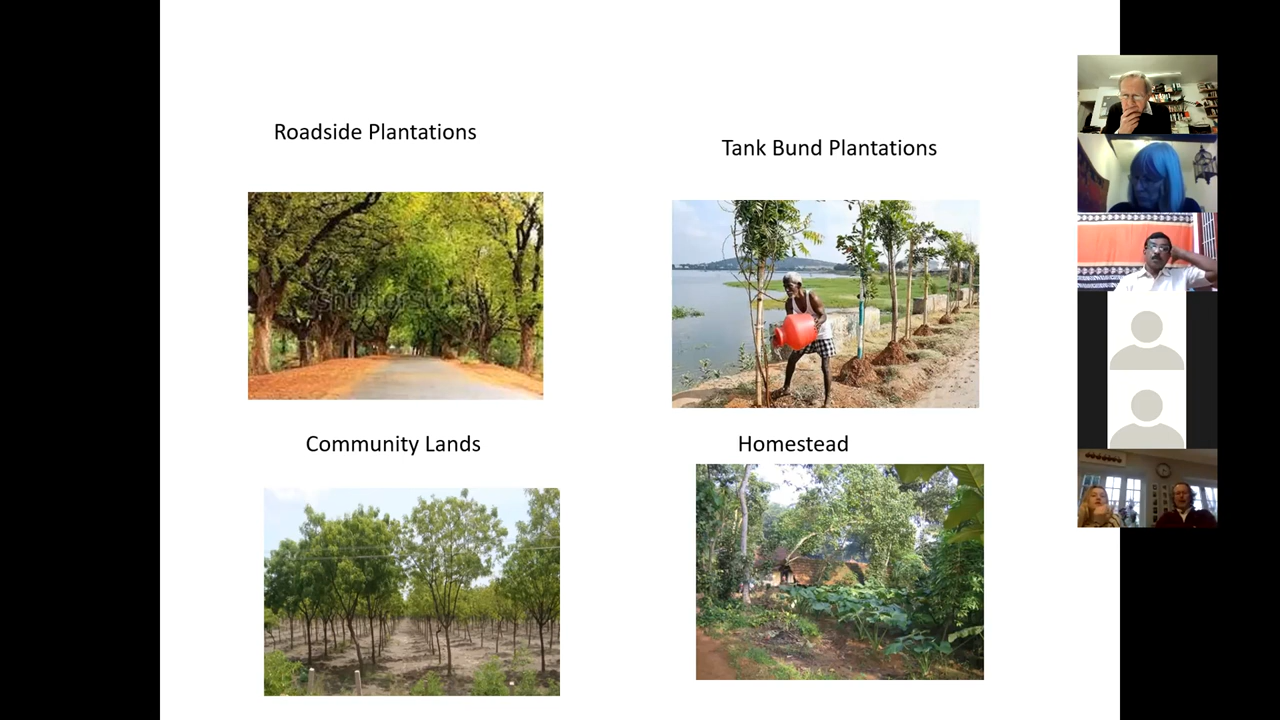 Roadside Plantations
Tank Bund Plantations
Community Lands
Homestead